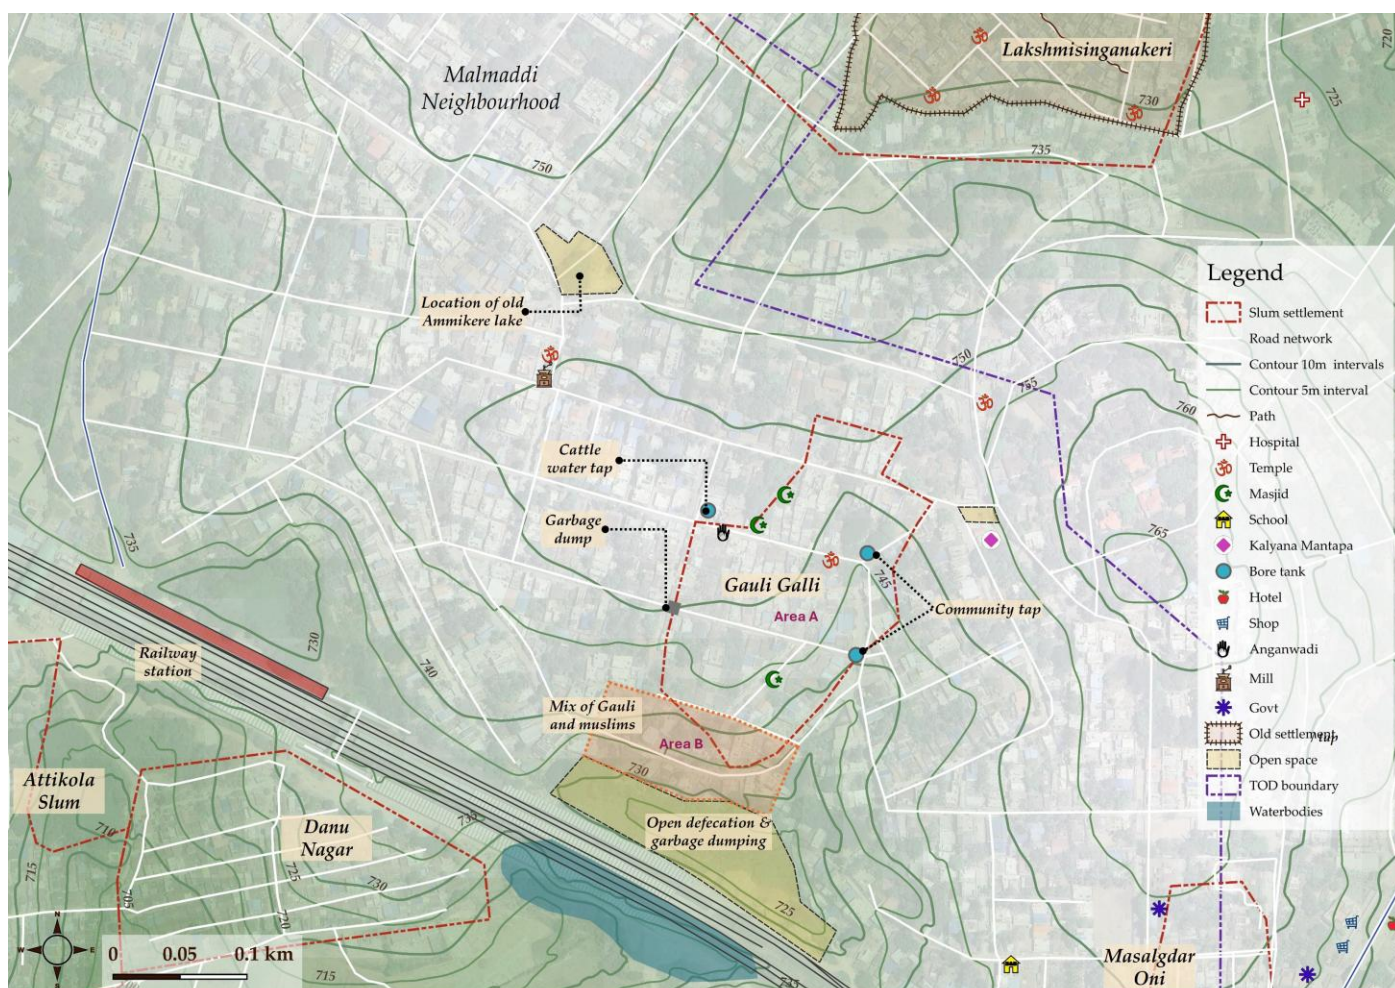 Lakshmisinganakeri
720
725
730
735
Malmaddi
Neighbourhood
750
Location of old
Ammikere lake
750
755
760
765
Cattle
water tap
Garbage
dump
735
Gauli Galli
745
Area A
Community tap
730
Railway
station
740
Mix of Gauli
and muslims
Area B
730
Attikola
Slum
710
715
705
Danu
Nagar
725
730
720
735
Open defecation &
garbage dumping
725
Masalgdar
Oni
715
735
N
W
E
0 0.05 0.1 km
Legend
Slum settlement
Road network
Contour 10m intervals
Contour 5m interval
Path
Hospital
Temple
Masjid
School
Kalyana Mantapa
Bore tank
Hotel
Shop
Anganwadi
Mill
Govt
Old settlement
tap
Open space
TOD boundary
Waterbodies